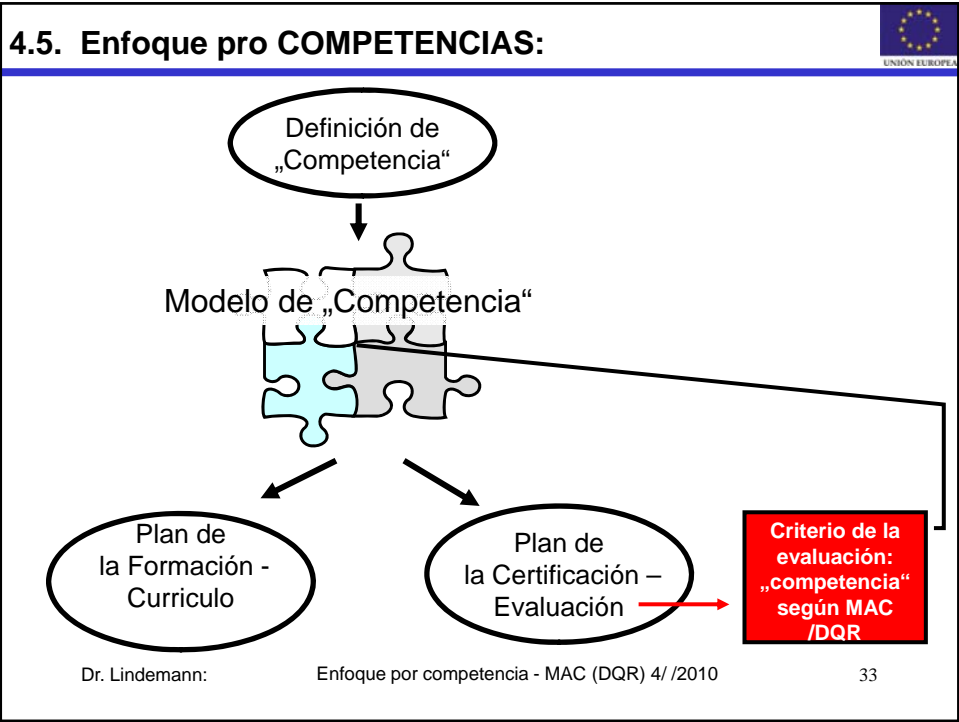 4.5.  Enfoque pro COMPETENCIAS:
UNIÓN EUROPEA
Definición de
„Competencia“
Modelo de „Competencia“
Plan de
la Formación -
Curriculo
Plan de
la Certificación –
Evaluación
Criterio de la
evaluación:
„competencia“
según MAC
/DQR
Dr. Lindemann:
Enfoque por competencia - MAC (DQR) 4/ /2010
33